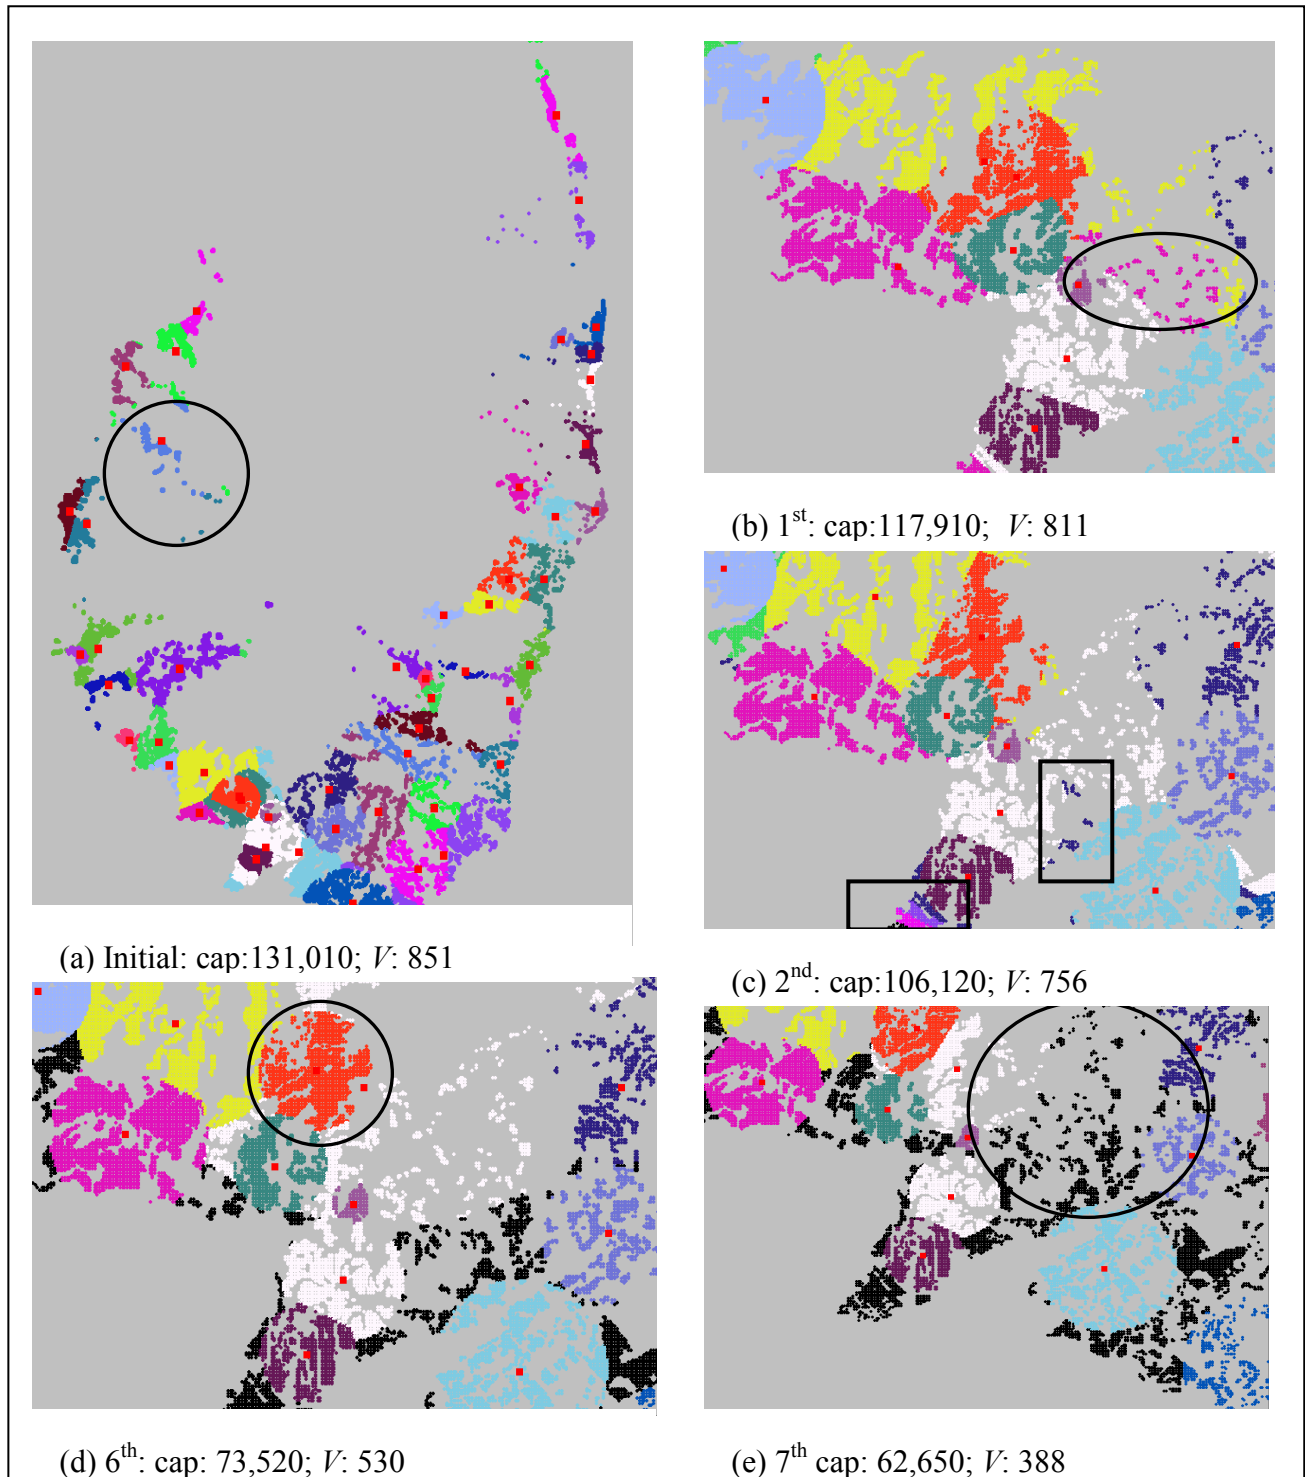 (a) Initial: cap:131,010; V: 851
(b) 1st: cap:117,910; V: 811
(c) 2nd: cap:106,120; V: 756
(d) 6th: cap: 73,520; V: 530
(e) 7th cap: 62,650; V: 388